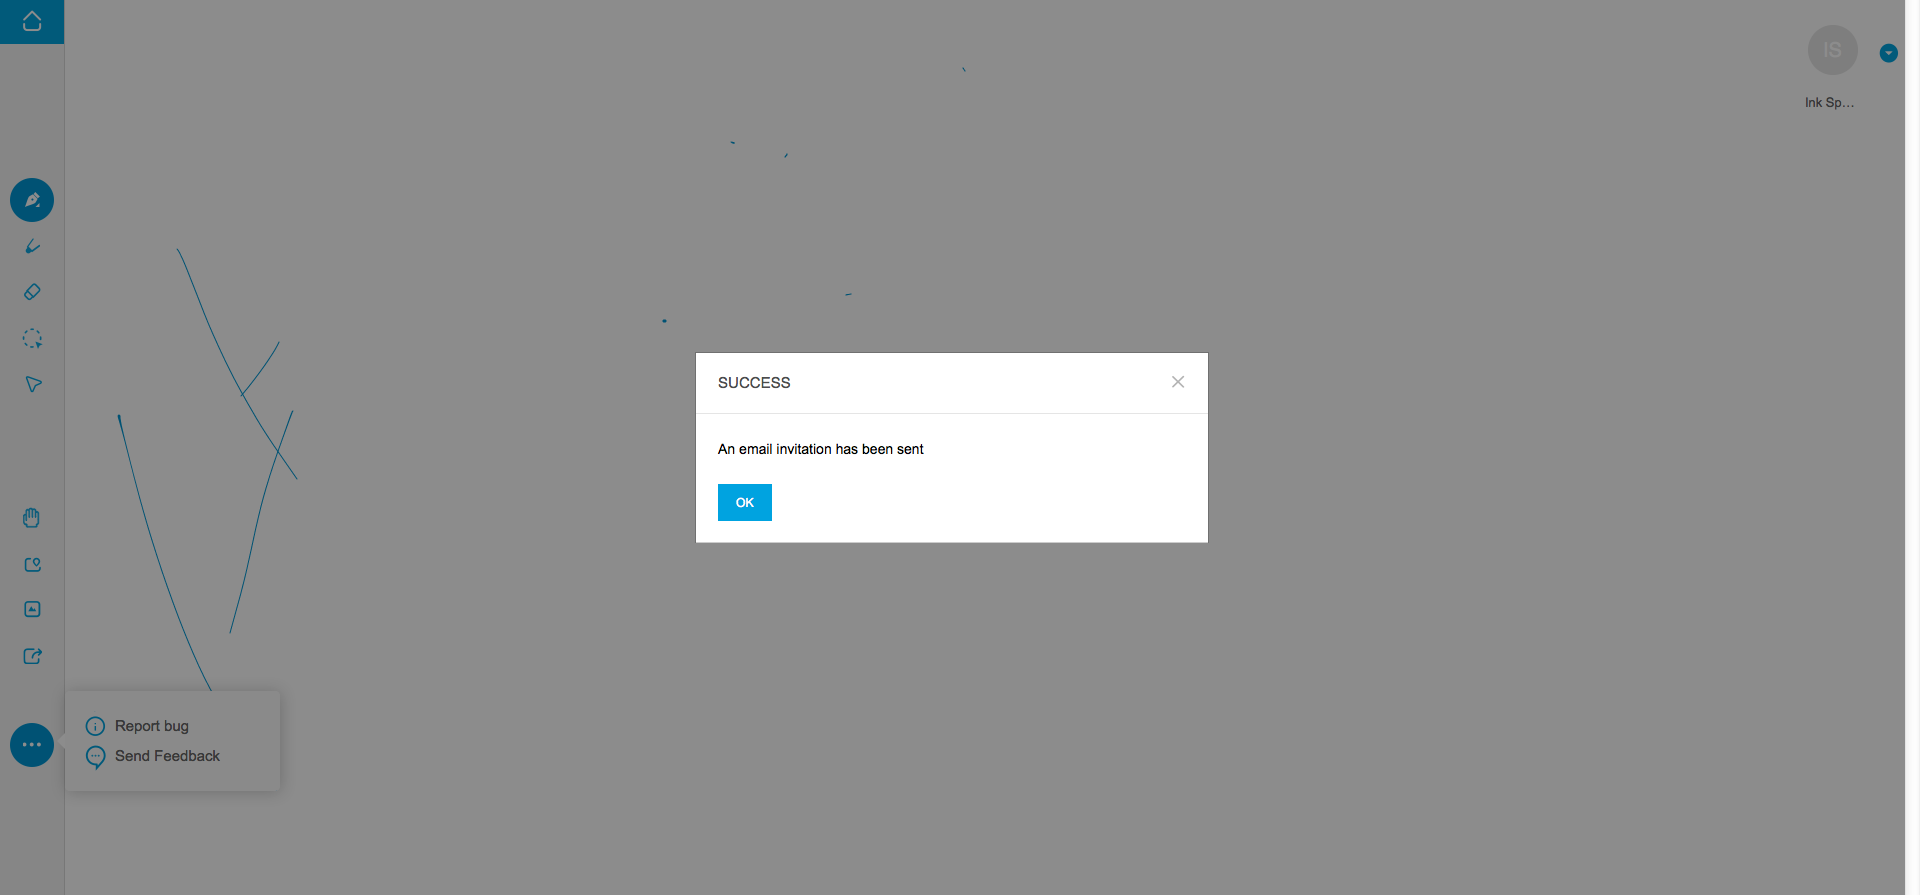 IS
Ink Sp...
SUCCESS
An email invitation has been sent
OK
Report bug
Send Feedback